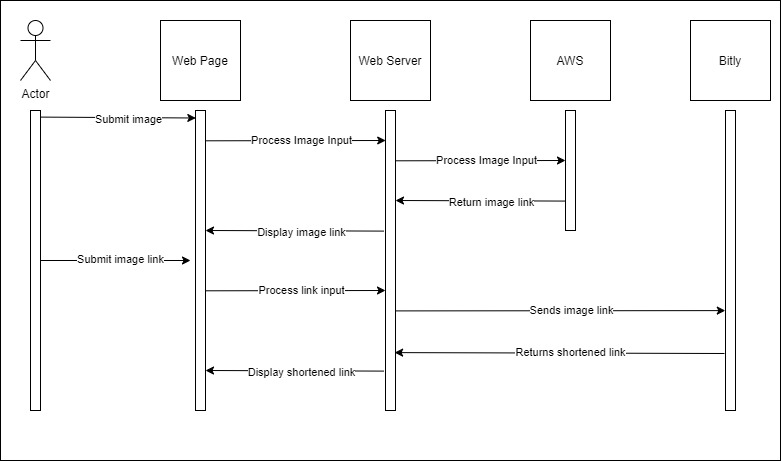 Actor
Web Page
Web Server
AWS
Bitly
Submit image
Process Image Input
Process Image Input
Return image link
Display image link
Submit image link
Process link input
Sends image link
Returns shortened link
Display shortened link